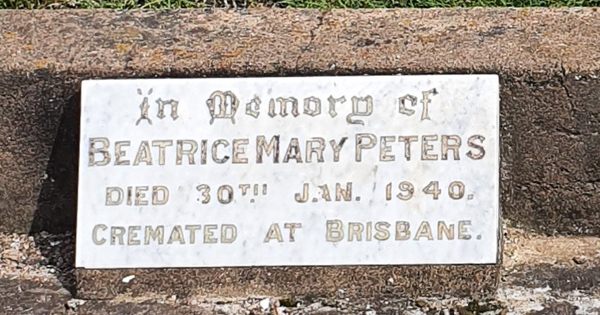 In Memory of
BEATRICE MARY PETERS
DIED 30TH JAN. 1940.
CREMATED AT BRISBANE.